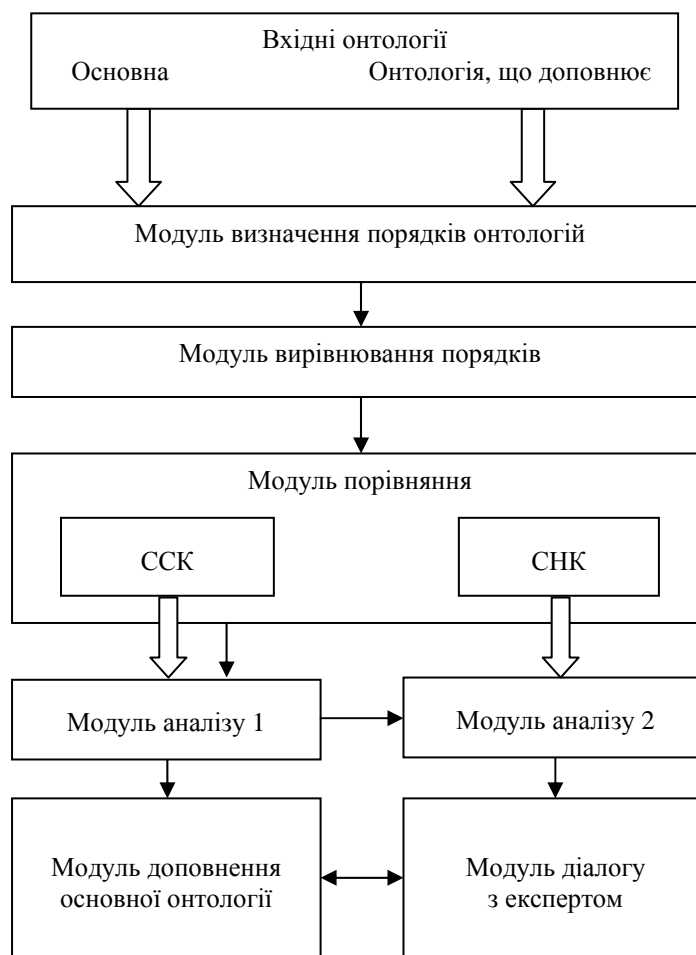 Вхідні онтології
Основна Онтологія, що доповнює
Модуль визначення порядків онтологій
Модуль вирівнювання порядків
Модуль порівняння
ССК СНК
Модуль аналізу 1 Модуль аналізу 2
Модуль доповнення
основної онтології
Модуль діалогу
з експертом